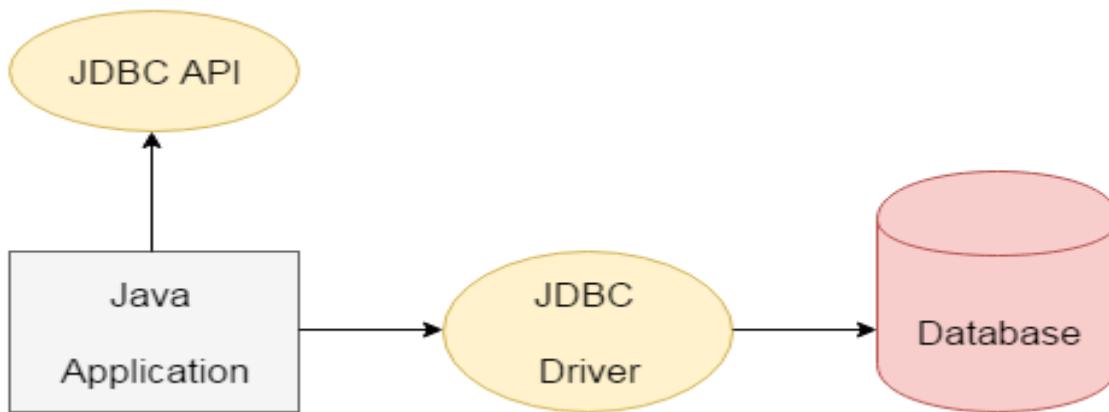 JDBC API
Java
Application
JDBC
Driver
Database